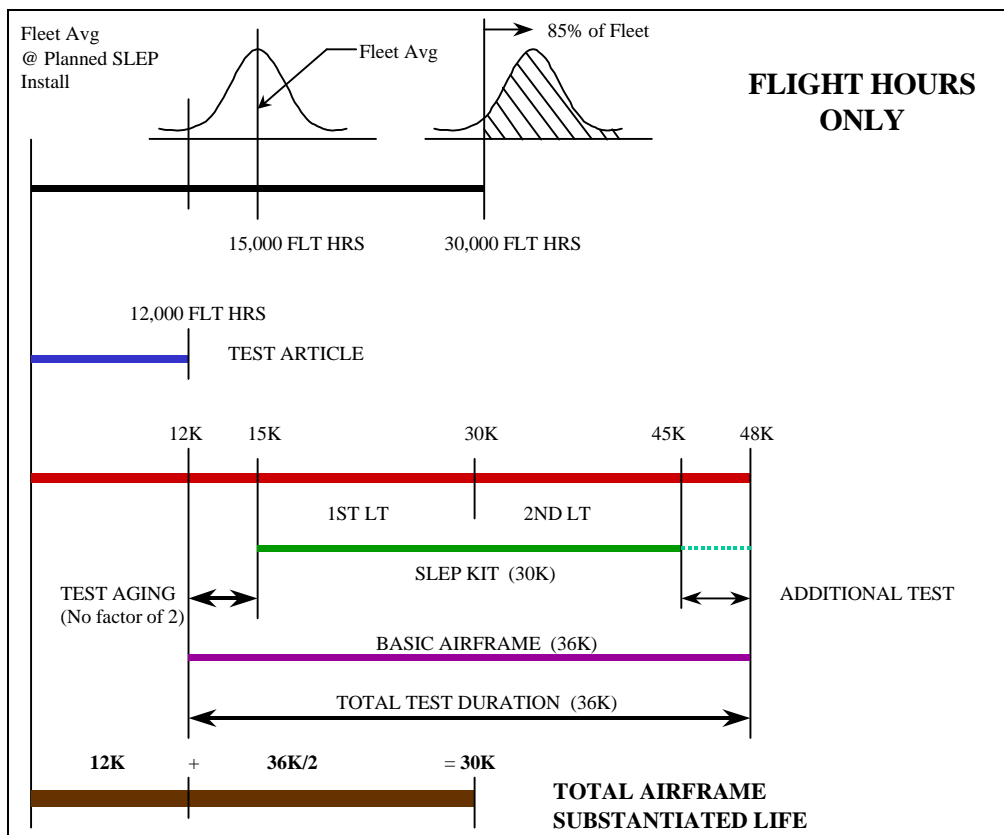 Fleet Avg
@ Planned SLEP
Install
Fleet Avg
85% of Fleet
FLIGHT HOURS
ONLY
15,000 FLT HRS
30,000 FLT HRS
12,000 FLT HRS
TEST ARTICLE
12K
15K
30K
45K
48K
1ST LT
2ND LT
SLEP KIT (30K)
TEST AGING
(No factor of 2)
ADDITIONAL TEST
BASIC AIRFRAME (36K)
TOTAL TEST DURATION (36K)
12K + 36K/2 = 30K
TOTAL AIRFRAME
SUBSTANTIATED LIFE